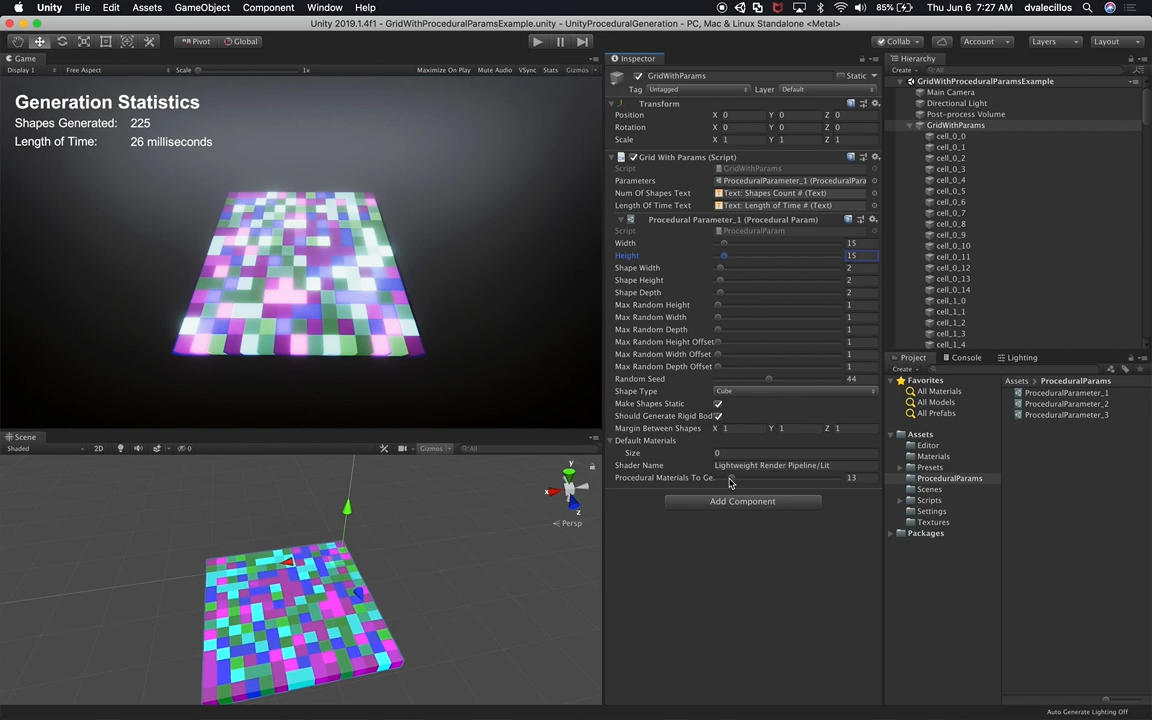 Unity File Edit Assets GameObject Component Window Help
85% Thu Jun 6 7:27 AM dvalecillos
Unity 2019.1.4f1 - GridWithProceduralParamsExample.unity - UnityProceduralGeneration - PC, Mac & Linux Standalone <Metal>
Pivot Global Collab Account Layers Layout
Game
Display 1 Free Aspect Scale 1x Maximize On Play Mute Audio VSync Stats Gizmos
Generation Statistics
Shapes Generated: 225
Length of Time: 26 milliseconds
Scene
Shaded 2D 0 Gizmos All
y
x
z
Persp
Inspector
GridWithParams Static
Tag Untagged Layer Default
Transform
Position X 0 Y 0 Z 0
Rotation X 0 Y 0 Z 0
Scale X 1 Y 1 Z 1
Grid With Params (Script)
Script GridWithParams
Parameters ProceduralParameter_1 (ProceduralPara
Num Of Shapes Text Text: Shapes Count # (Text)
Length Of Time Text Text: Length of Time # (Text)
Procedural Parameter_1 (Procedural Param)
Script ProceduralParam
Width 15
Height 15
Shape Width 2
Shape Height 2
Shape Depth 2
Max Random Height 1
Max Random Width 1
Max Random Depth 1
Max Random Height Offset 1
Max Random Width Offset 1
Max Random Depth Offset 1
Random Seed 44
Shape Type Cube
Make Shapes Static
Should Generate Rigid Bod
Margin Between Shapes X 1 Y 1 Z 1
Default Materials
Size 0
Shader Name Lightweight Render Pipeline/Lit
Procedural Materials To Ge 13
Add Component
Hierarchy
Create All
GridWithProceduralParamsExample
Main Camera
Directional Light
Post-process Volume
GridWithParams
cell_0_0
cell_0_1
cell_0_2
cell_0_3
cell_0_4
cell_0_5
cell_0_6
cell_0_7
cell_0_8
cell_0_9
cell_0_10
cell_0_11
cell_0_12
cell_0_13
cell_0_14
cell_1_0
cell_1_1
cell_1_2
cell_1_3
cell_1_4
Project Console Lighting
Create
Favorites
All Materials
All Models
All Prefabs
Assets
Editor
Materials
Presets
ProceduralParams
Scenes
Scripts
Settings
Textures
Packages
Assets ProceduralParams
ProceduralParameter_1
ProceduralParameter_2
ProceduralParameter_3
Auto Generate Lighting Off